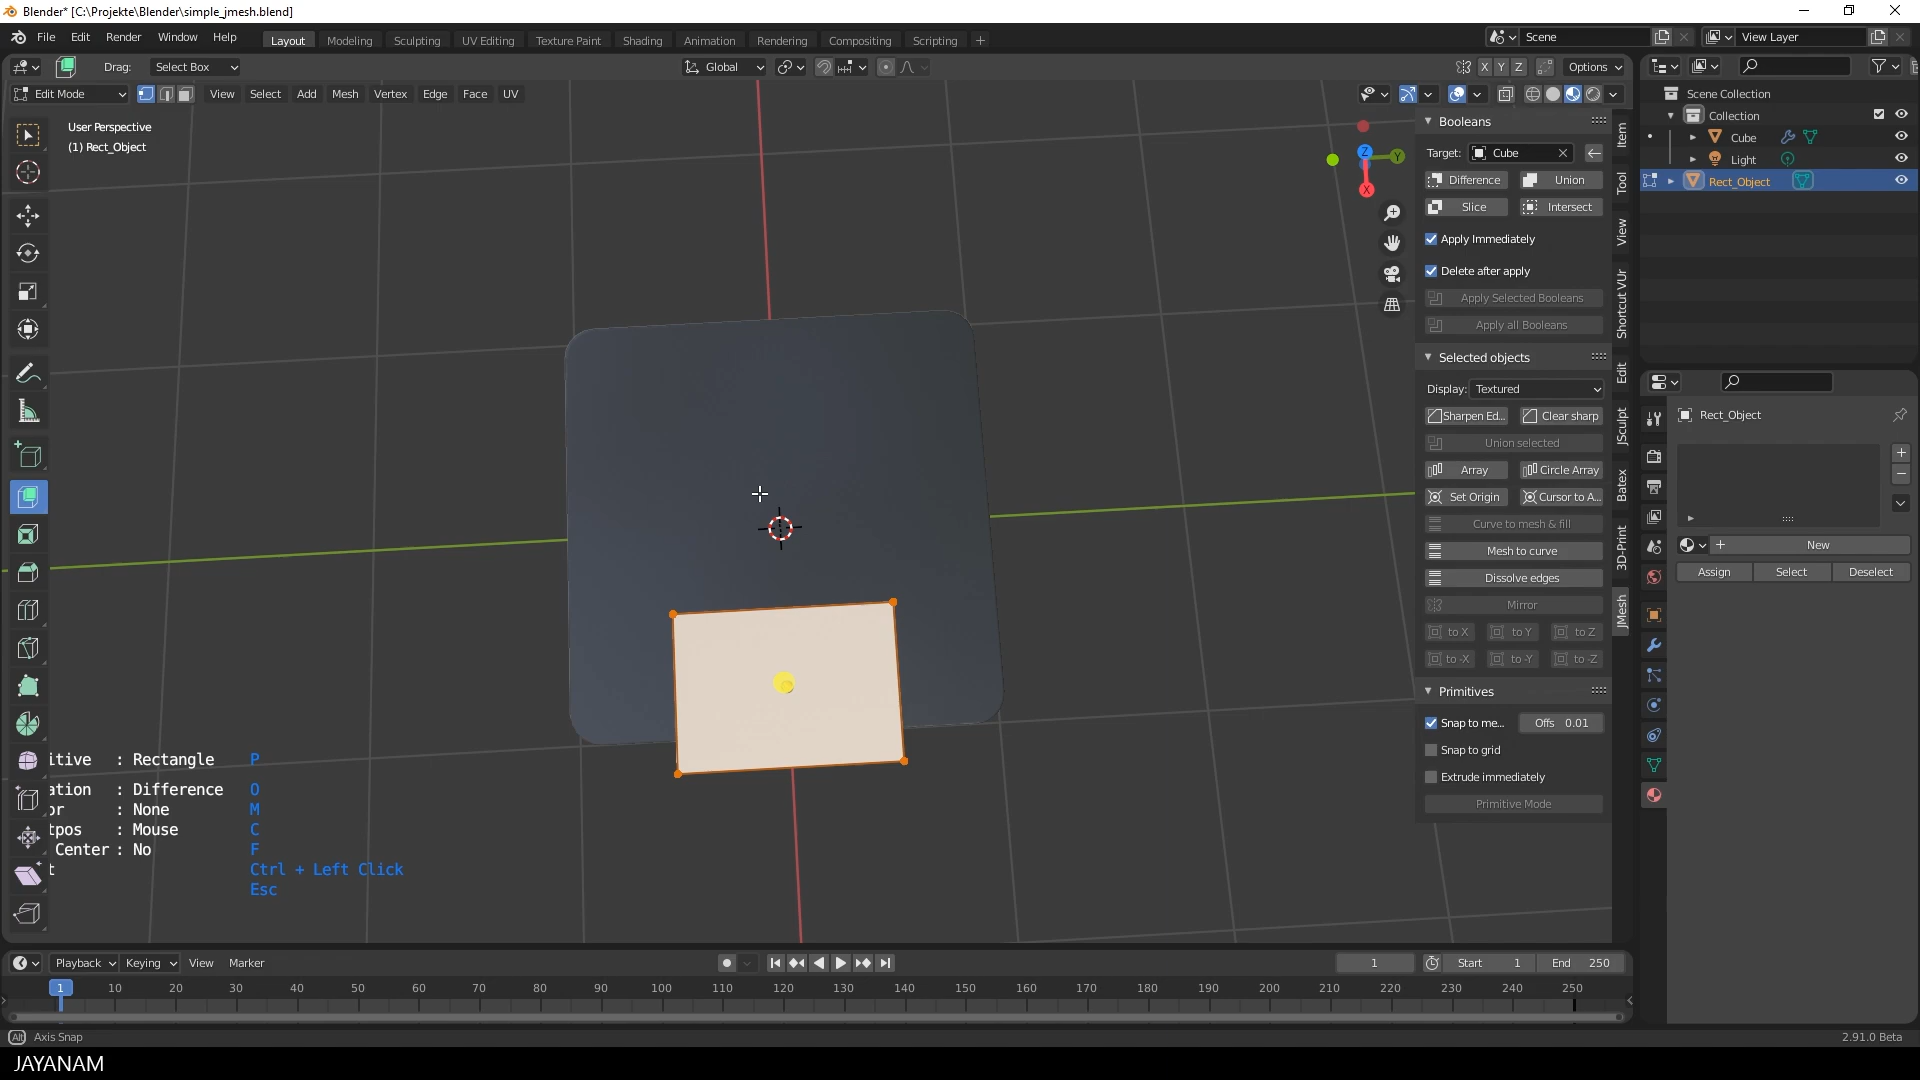 Blender* [C:\Projekte\Blender\simple_jmesh.blend]
File Edit Render Window Help Layout Modeling Sculpting UV Editing Texture Paint Shading Animation Rendering Compositing Scripting + Scene View Layer
Drag: Select Box Global X Y Z Options
Edit Mode View Select Add Mesh Vertex Edge Face UV
User Perspective
(1) Rect_Object
Z Y X
itive : Rectangle P
ation : Difference O
or : None M
tpos : Mouse C
Center : No F
t Ctrl + Left Click
Esc
Booleans
Target: Cube
Difference Union
Slice Intersect
Apply Immediately
Delete after apply
Apply Selected Booleans
Apply all Booleans
Selected objects
Display: Textured
Sharpen Ed... Clear sharp
Union selected
Array Circle Array
Set Origin Cursor to A...
Curve to mesh & fill
Mesh to curve
Dissolve edges
Mirror
to X to Y to Z
to -X to -Y to -Z
Primitives
Snap to me... Offs 0.01
Snap to grid
Extrude immediately
Primitive Mode
Item
Tool
View
Shortcut VUr
Edit
JSculpt
Batex
3D-Print
JMesh
Scene Collection
Collection
Cube
Light
Rect_Object
Rect_Object
New
Assign Select Deselect
Playback Keying View Marker 1 Start 1 End 250
1 10 20 30 40 50 60 70 80 90 100 110 120 130 140 150 160 170 180 190 200 210 220 230 240 250
Alt Axis Snap 2.91.0 Beta
JAYANAM